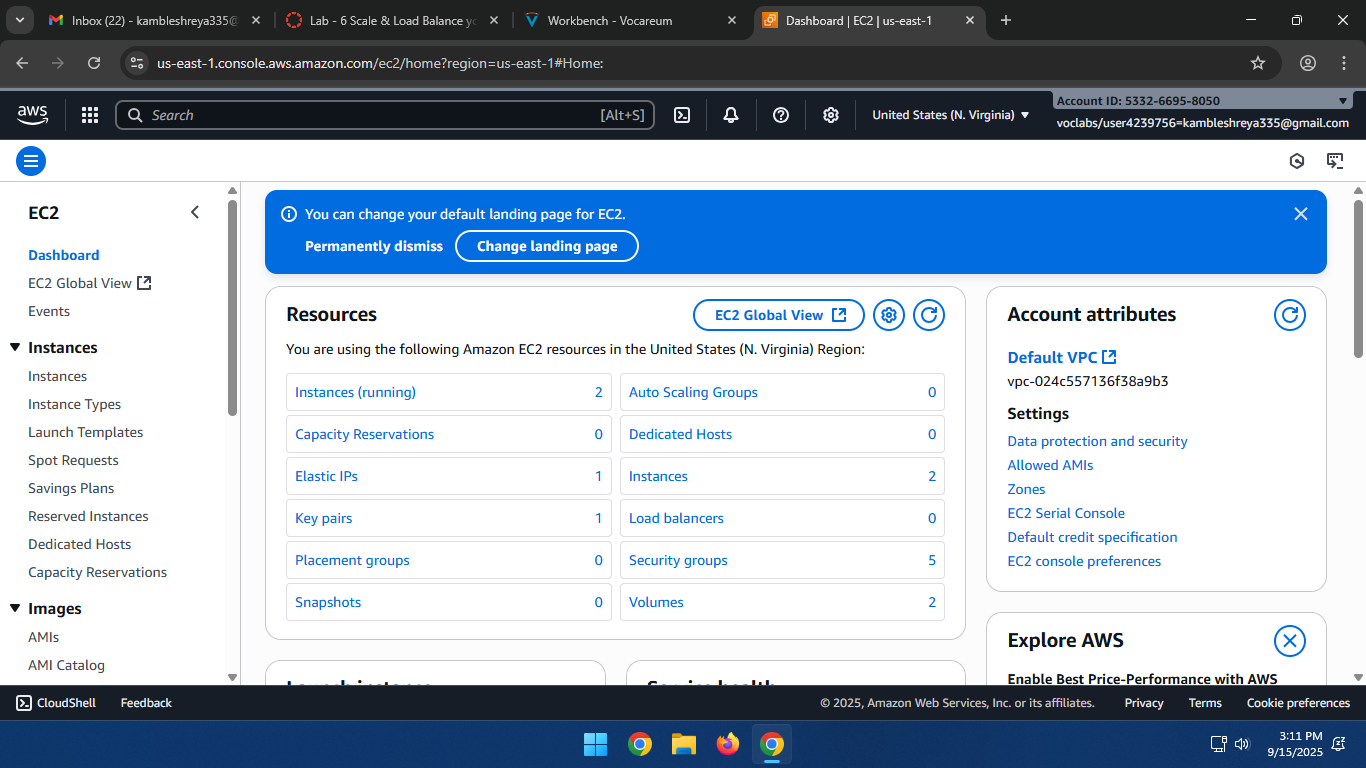 Inbox (22) - kambleshreya335@
Lab - 6 Scale & Load Balance yo
Workbench - Vocareum
Dashboard | EC2 | us-east-1
us-east-1.console.aws.amazon.com/ec2/home?region=us-east-1#Home:
aws
Search
[Alt+S]
United States (N. Virginia)
Account ID: 5332-6695-8050
voclabs/user4239756=kambleshreya335@gmail.com
EC2
Dashboard
EC2 Global View
Events
Instances
Instances
Instance Types
Launch Templates
Spot Requests
Savings Plans
Reserved Instances
Dedicated Hosts
Capacity Reservations
Images
AMIs
AMI Catalog
You can change your default landing page for EC2.
Permanently dismiss
Change landing page
Resources
EC2 Global View
You are using the following Amazon EC2 resources in the United States (N. Virginia) Region:
Instances (running) 2
Auto Scaling Groups 0
Capacity Reservations 0
Dedicated Hosts 0
Elastic IPs 1
Instances 2
Key pairs 1
Load balancers 0
Placement groups 0
Security groups 5
Snapshots 0
Volumes 2
Launch instance
Service health
Account attributes
Default VPC
vpc-024c557136f38a9b3
Settings
Data protection and security
Allowed AMIs
Zones
EC2 Serial Console
Default credit specification
EC2 console preferences
Explore AWS
Enable Best Price-Performance with AWS
CloudShell
Feedback
© 2025, Amazon Web Services, Inc. or its affiliates.
Privacy
Terms
Cookie preferences
3:11 PM
9/15/2025